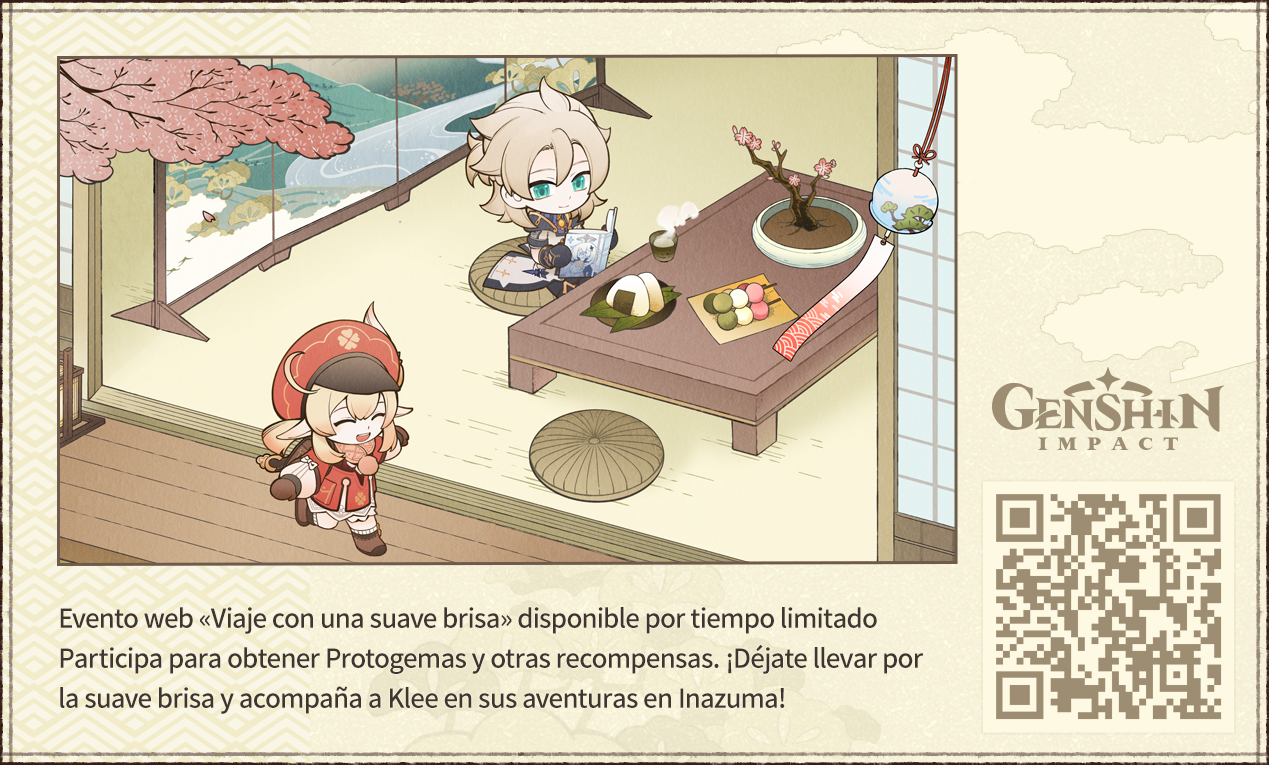 GENSHIN
IMPACT
Evento web «Viaje con una suave brisa» disponible por tiempo limitado
Participa para obtener Protogemas y otras recompensas. ¡Déjate llevar por
la suave brisa y acompaña a Klee en sus aventuras en Inazuma!